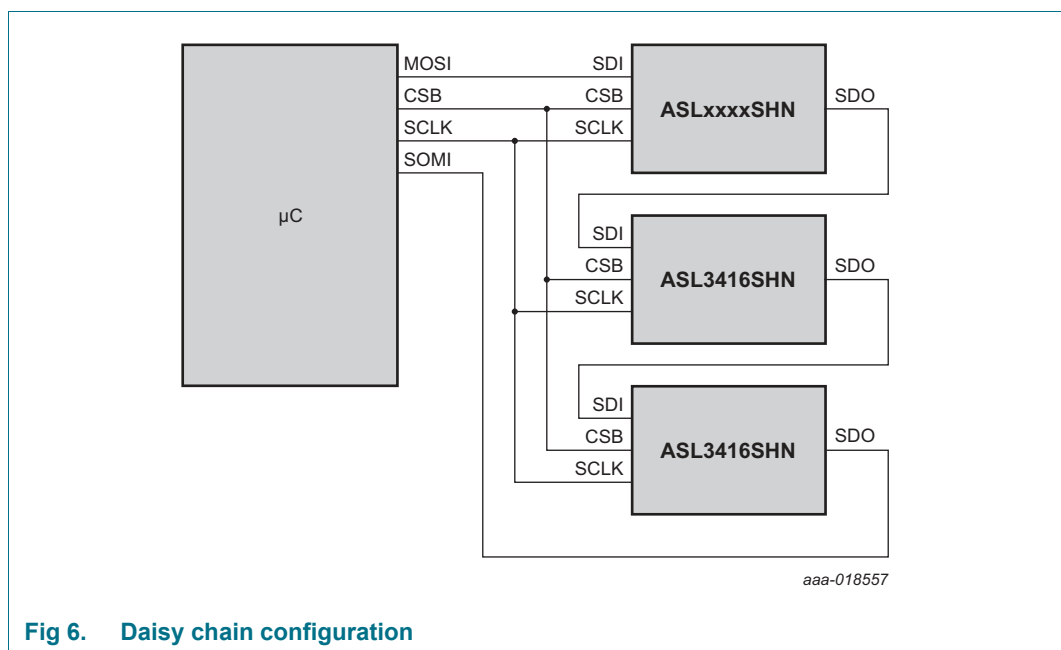 MOSI SDI
CSB CSB ASLxxxxSHN SDO
SCLK SCLK
SOMI
µC
SDI
CSB ASL3416SHN SDO
SCLK
SDI
CSB ASL3416SHN SDO
SCLK
aaa-018557
Fig 6. Daisy chain configuration